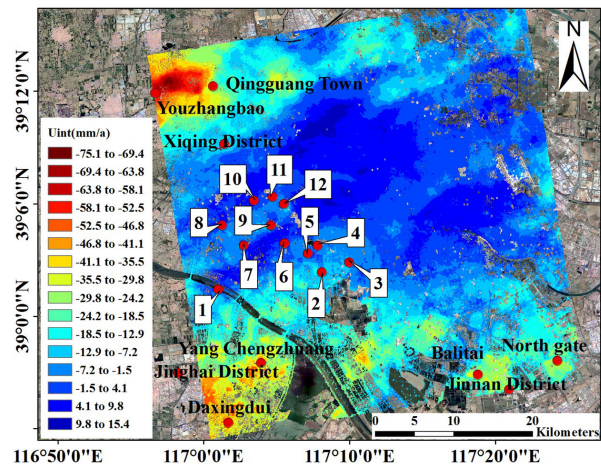 N
39°12'0"N
39°6'0"N
39°0'0"N
Qingguang Town
Youzhangbao
Xiqing District
Uint(mm/a)
-75.1 to -69.4
-69.4 to -63.8
-63.8 to -58.1
-58.1 to -52.5
-52.5 to -46.8
-46.8 to -41.1
-41.1 to -35.5
-35.5 to -29.8
-29.8 to -24.2
-24.2 to -18.5
-18.5 to -12.9
-12.9 to -7.2
-7.2 to -1.5
-1.5 to 4.1
4.1 to 9.8
9.8 to 15.4
10
11
12
8
9
5
4
7
6
2
3
1
Yang Chengzhuang
Jinghai District
Daxingdui
Balitai
North gate
Jinnan District
0 5 10 20
Kilometers
116°50'0"E 117°0'0"E 117°10'0"E 117°20'0"E